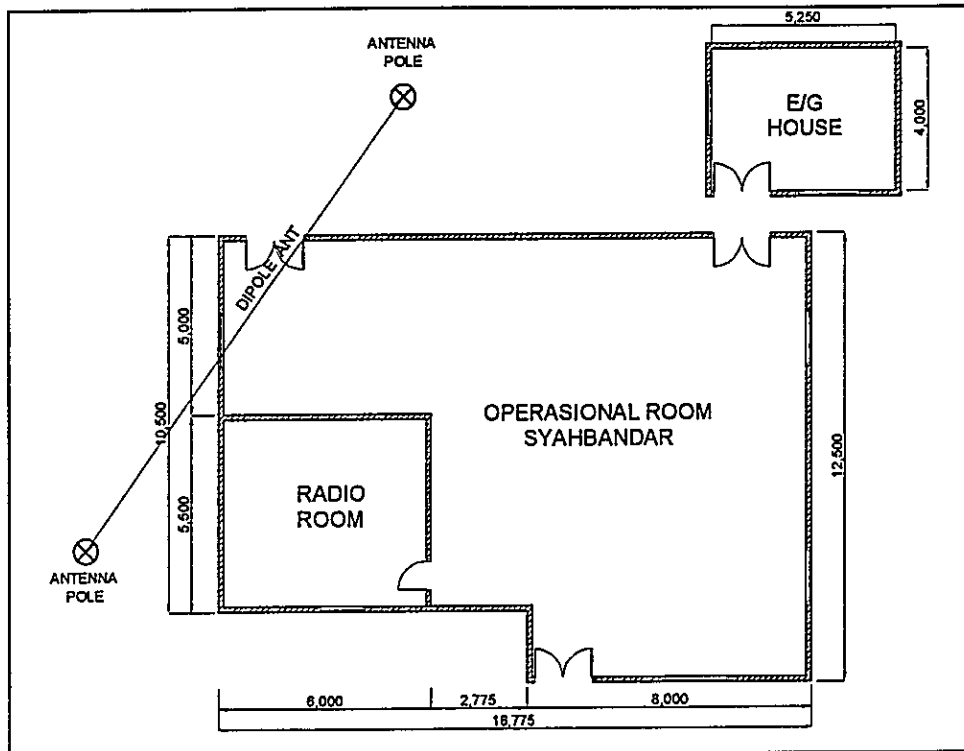 ANTENNA
POLE
5,250
E/G
HOUSE
4,000
DIPOLE ANT
5,000
10,500
OPERASIONAL ROOM
SYAHBANDAR
12,500
RADIO
ROOM
5,500
ANTENNA
POLE
6,000
2,775
8,000
16,775